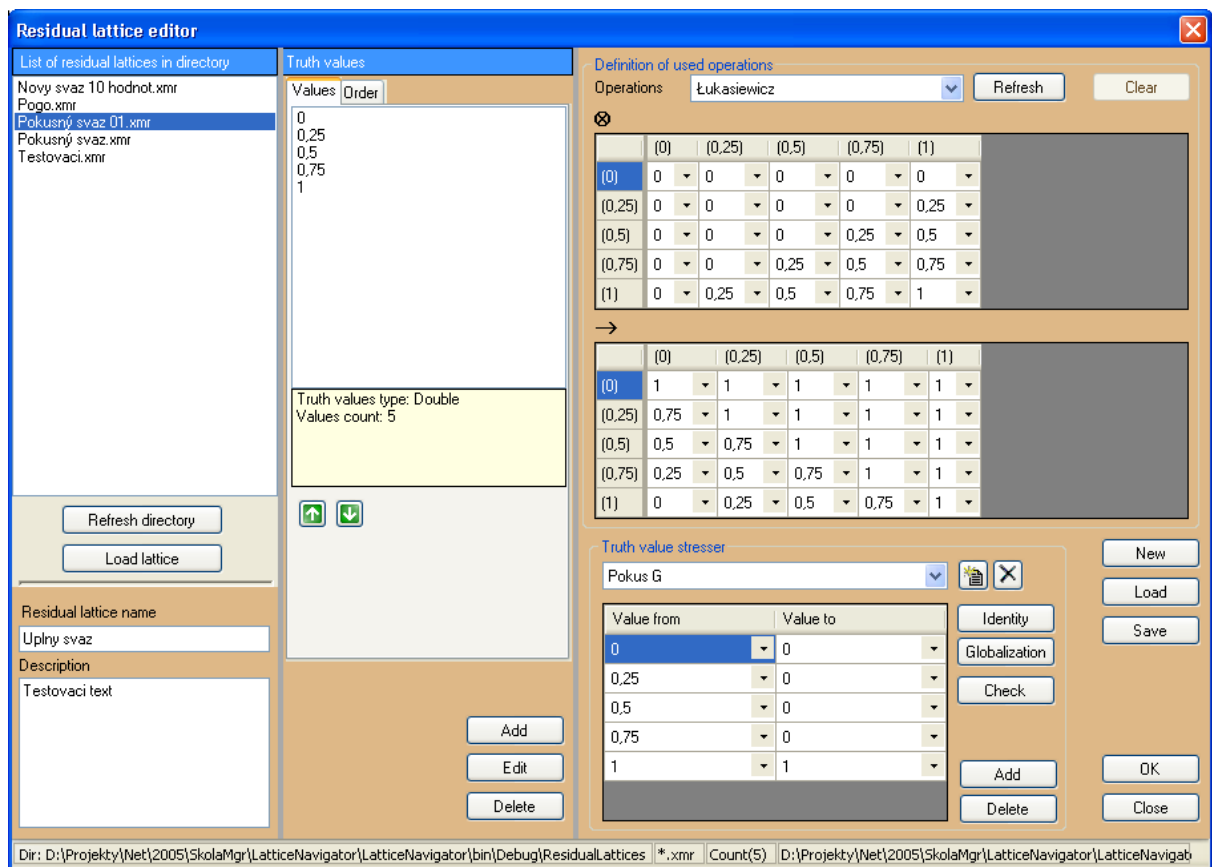 Residual lattice editor
List of residual lattices in directory
Novy svaz 10 hodnot.xmr
Pogo.xmr
Pokusný svaz 01.xmr
Pokusný svaz.xmr
Testovaci.xmr
Refresh directory
Load lattice
Residual lattice name
Uplny svaz
Description
Testovaci text
Truth values
Values Order
0
0,25
0,5
0,75
1
Truth values type: Double
Values count: 5
Add
Edit
Delete
Definition of used operations
Operations Łukasiewicz Refresh Clear
⊗
(0) (0,25) (0,5) (0,75) (1)
(0) 0 0 0 0 0
(0,25) 0 0 0 0 0,25
(0,5) 0 0 0 0,25 0,5
(0,75) 0 0 0,25 0,5 0,75
(1) 0 0,25 0,5 0,75 1
→
(0) (0,25) (0,5) (0,75) (1)
(0) 1 1 1 1 1
(0,25) 0,75 1 1 1 1
(0,5) 0,5 0,75 1 1 1
(0,75) 0,25 0,5 0,75 1 1
(1) 0 0,25 0,5 0,75 1
Truth value stresser
Pokus G
Value from Value to
0 0
0,25 0
0,5 0
0,75 0
1 1
Identity
Globalization
Check
Add
Delete
New
Load
Save
OK
Close
Dir: D:\Projekty\Net\2005\SkolaMgr\LatticeNavigator\LatticeNavigator\bin\Debug\ResidualLattices *.xmr Count(5) D:\Projekty\Net\2005\SkolaMgr\LatticeNavigator\LatticeNavigat